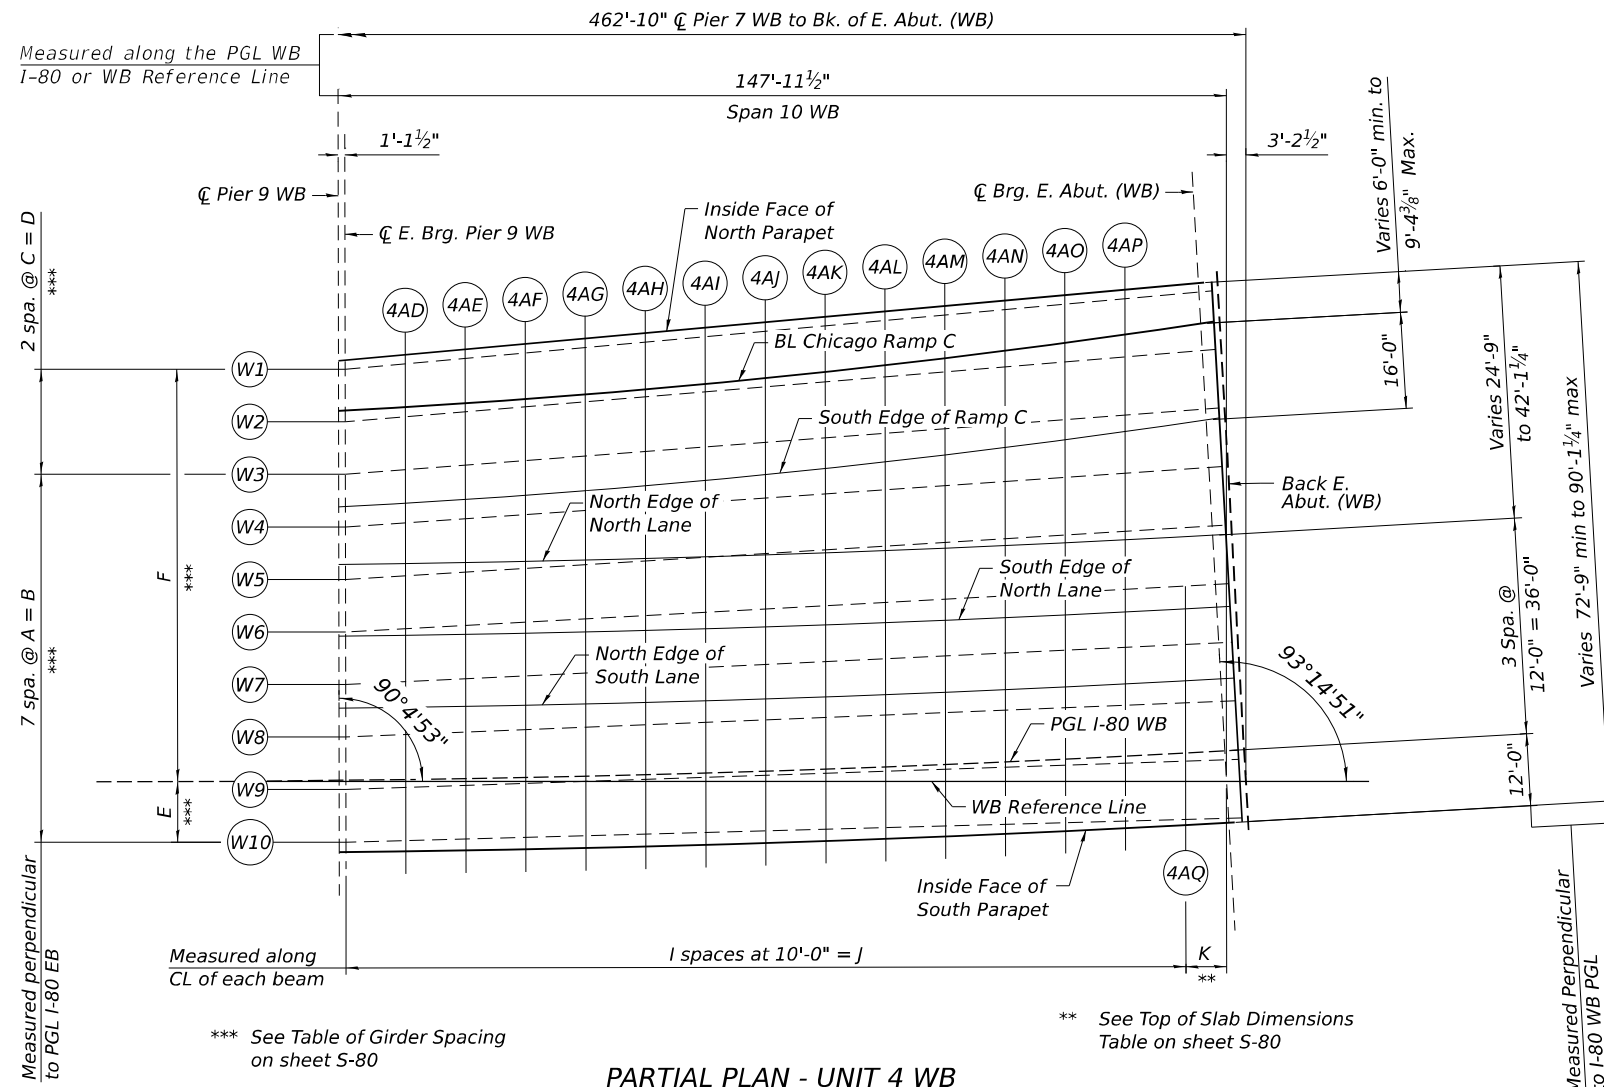 462'-10" ℄ Pier 7 WB to Bk. of E. Abut. (WB)
Measured along the PGL WB
I-80 or WB Reference Line
147'-11½"
Span 10 WB
1'-1½"
3'-2½"
Varies 6'-0" min. to
9'-4⅜" Max.
℄ Pier 9 WB
℄ Brg. E. Abut. (WB)
℄ E. Brg. Pier 9 WB
Inside Face of
North Parapet
2 spa. @ C = D
***
4AD
4AE
4AF
4AG
4AH
4AI
4AJ
4AK
4AL
4AM
4AN
4AO
4AP
BL Chicago Ramp C
South Edge of Ramp C
16'-0"
Varies 24'-9"
to 42'-1¼"
Varies 72'-9" min to 90'-1¼" max
W1
W2
W3
W4
W5
W6
W7
W8
W9
W10
North Edge of
North Lane
Back E.
Abut. (WB)
F
***
7 spa. @ A = B
***
South Edge of
North Lane
3 Spa. @
12'-0" = 36'-0"
North Edge of
South Lane
90°4'53"
93°14'51"
PGL I-80 WB
12'-0"
E
***
WB Reference Line
4AQ
Inside Face of
South Parapet
Measured perpendicular
to PGL I-80 EB
Measured Perpendicular
to I-80 WB PGL
Measured along
CL of each beam
I spaces at 10'-0" = J
K
**
*** See Table of Girder Spacing
on sheet S-80
** See Top of Slab Dimensions
Table on sheet S-80
PARTIAL PLAN - UNIT 4 WB